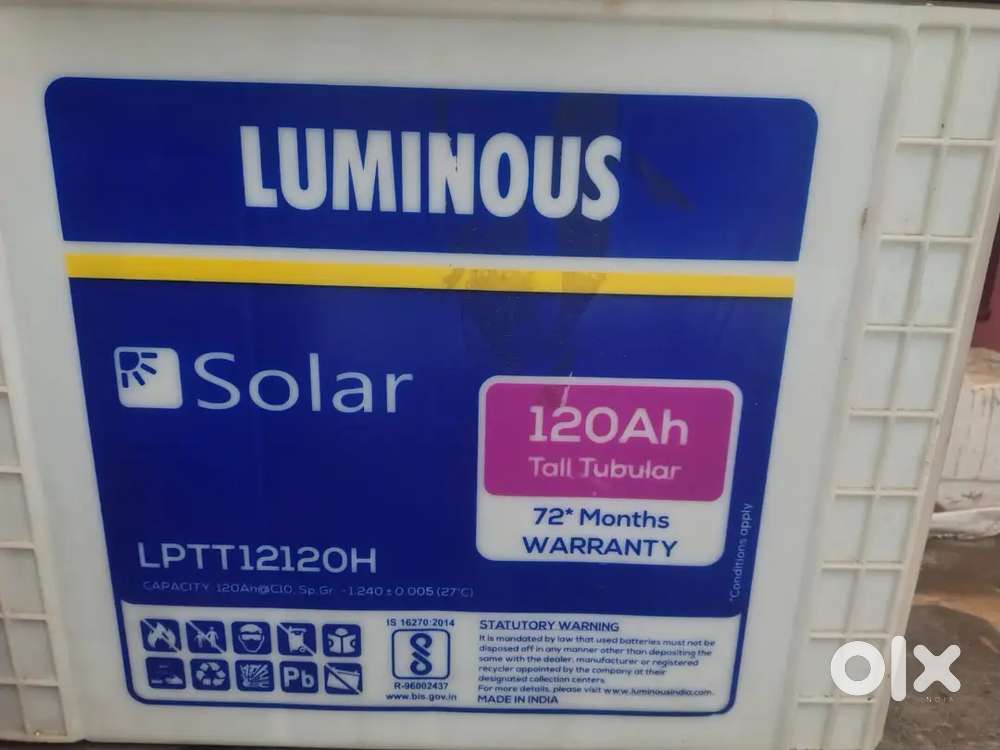 LUMINOUS
Solar
120Ah
Tall Tubular
72* Months
WARRANTY
*Conditions apply
LPTT12120H
CAPACITY: 120Ah@C10, Sp.Gr. -1.240 ± 0.005 (27°C)
Pb
IS 16270:2014
R-96002437
www.bis.gov.in
STATUTORY WARNING
It is mandated by law that used batteries must not be
disposed off in any manner other than depositing the
same with the dealer, manufacturer or registered
recycler appointed by the company at their
designated collection centers.
For more details, please visit www.luminousindia.com
MADE IN INDIA
olx
INDIA